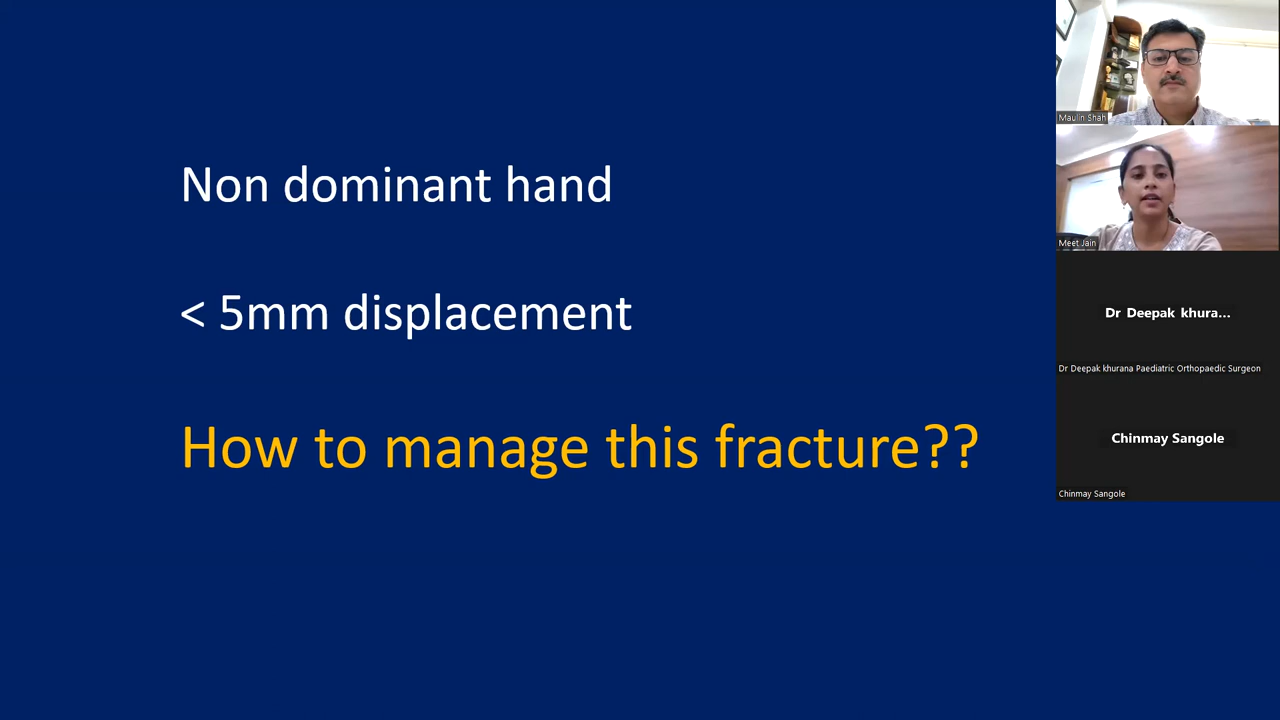 Non dominant hand
< 5mm displacement
How to manage this fracture??
Maulin Shah
Meet Jain
Dr Deepak khura...
Dr Deepak khurana Paediatric Orthopaedic Surgeon
Chinmay Sangole
Chinmay Sangole